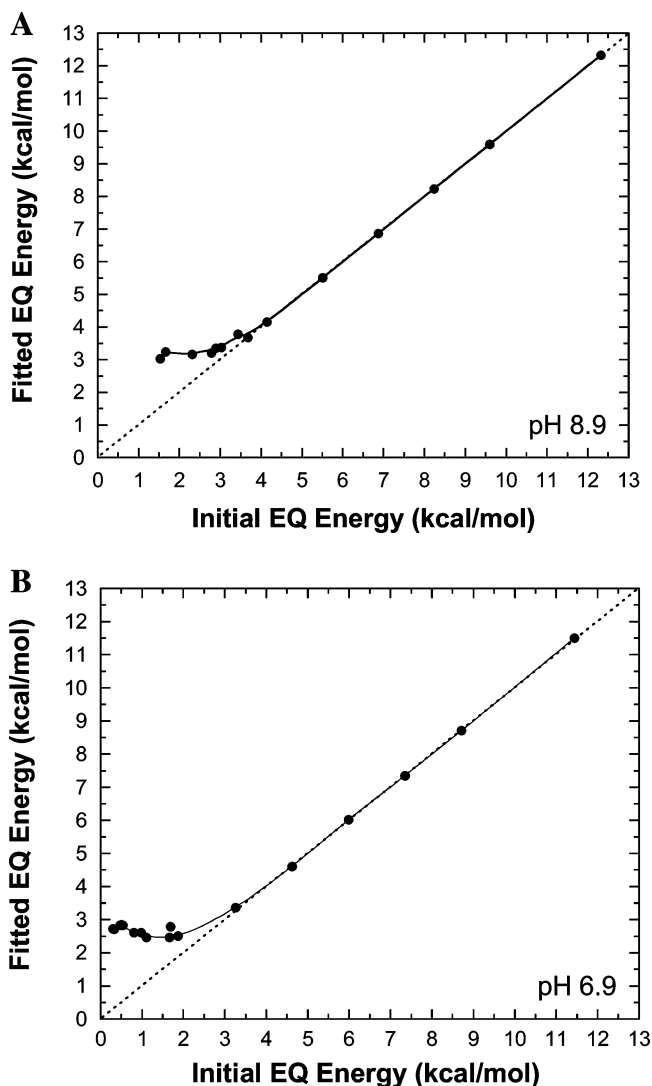 A
13
12
11
10
9
8
7
6
5
4
3
2
1
0
Fitted EQ Energy (kcal/mol)
pH 8.9
0 1 2 3 4 5 6 7 8 9 10 11 12 13
Initial EQ Energy (kcal/mol)
B
13
12
11
10
9
8
7
6
5
4
3
2
1
0
Fitted EQ Energy (kcal/mol)
pH 6.9
0 1 2 3 4 5 6 7 8 9 10 11 12 13
Initial EQ Energy (kcal/mol)